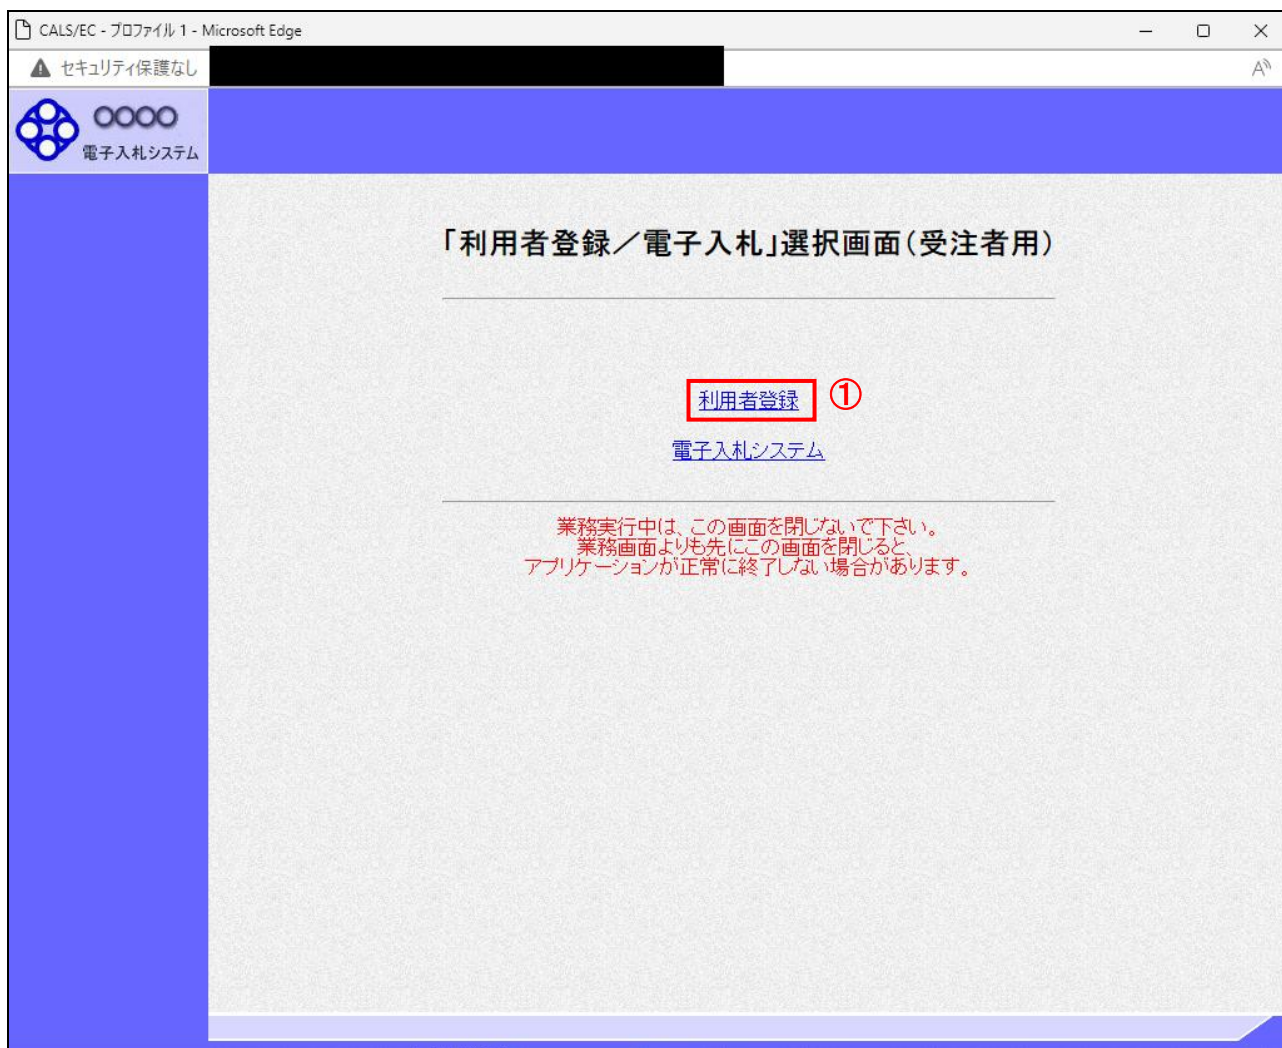 CALS/EC - プロファイル 1 - Microsoft Edge
セキュリティ保護なし
A
○○○○
電子入札システム
「利用者登録／電子入札」選択画面（受注者用）
利用者登録 ①
電子入札システム
業務実行中は、この画面を閉じないで下さい。
業務画面よりも先にこの画面を閉じると、
アプリケーションが正常に終了しない場合があります。